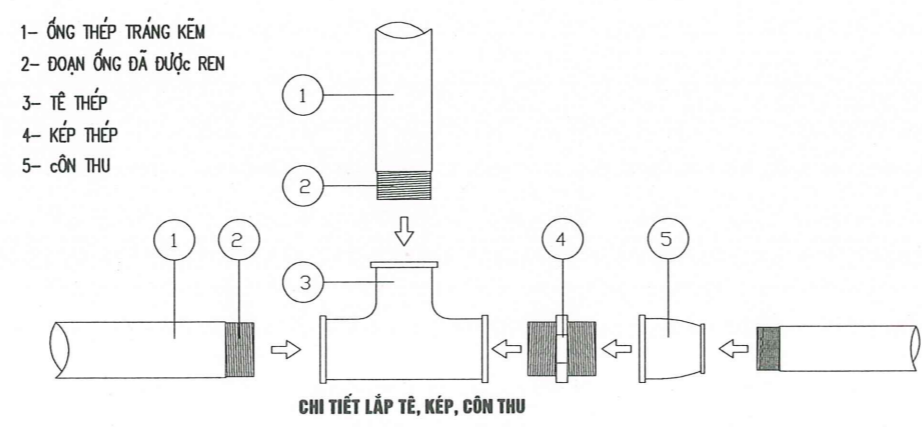 1- ỐNG THÉP TRÁNG KẼM
2- ĐOẠN ỐNG ĐÃ ĐƯỢc REN
3- TÊ THÉP
4- KÉP THÉP
5- cÔN THU
1
2
1
2
3
4
5
CHI TIẾT LẮP TÊ, KÉP, CÔN THU